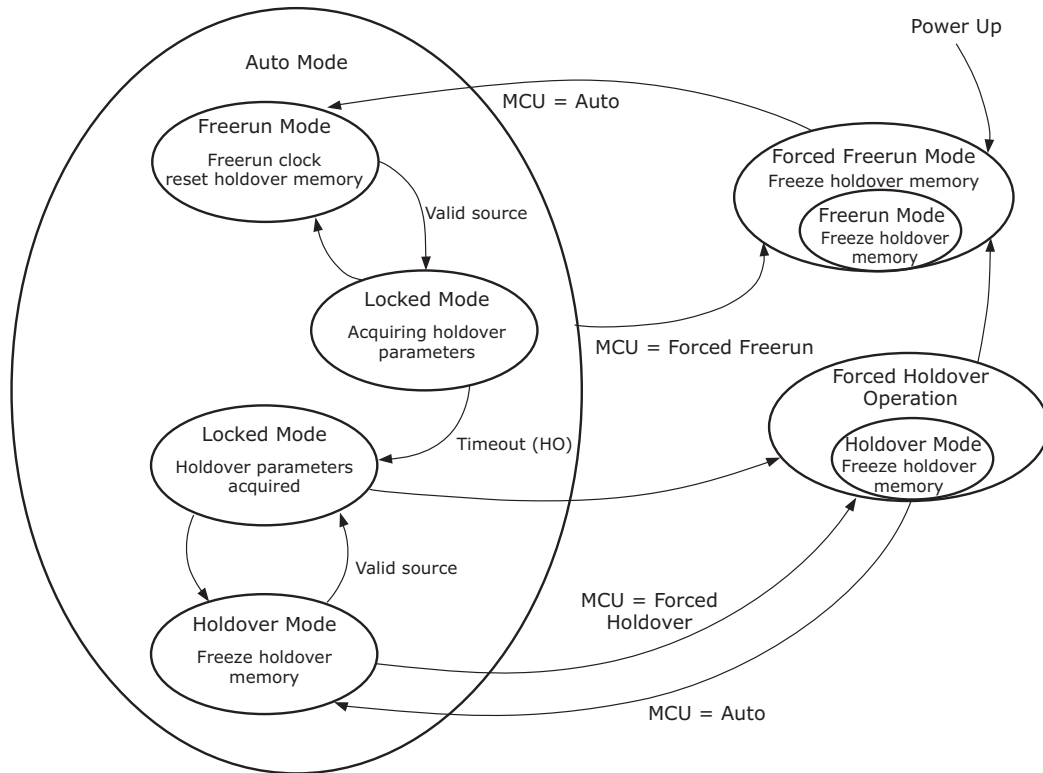 Power Up
Auto Mode
MCU = Auto
Freerun Mode
Freerun clock
reset holdover memory
Forced Freerun Mode
Freeze holdover memory
Freerun Mode
Freeze holdover
memory
Valid source
Locked Mode
Acquiring holdover
parameters
MCU = Forced Freerun
Forced Holdover
Operation
Holdover Mode
Freeze holdover
memory
Timeout (HO)
Locked Mode
Holdover parameters
acquired
Valid source
MCU = Forced
Holdover
Holdover Mode
Freeze holdover
memory
MCU = Auto